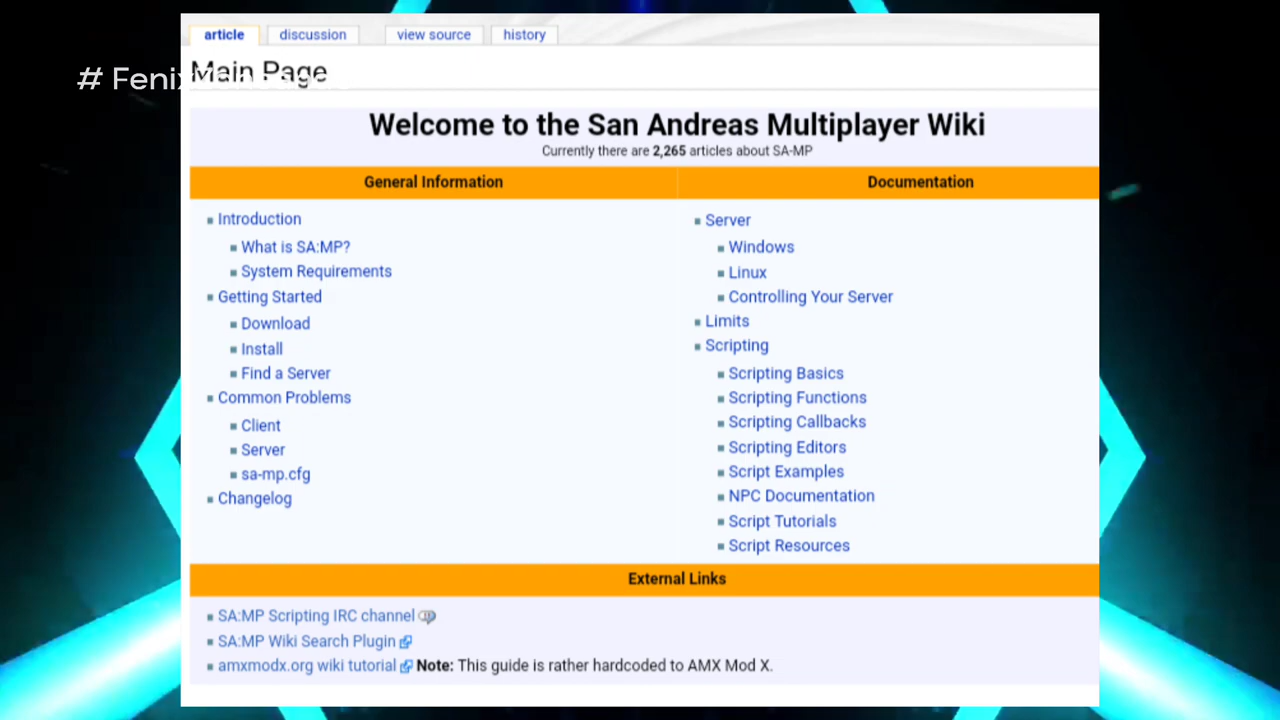 article discussion view source history
# Fenix
Main Page
Welcome to the San Andreas Multiplayer Wiki
Currently there are 2,265 articles about SA-MP
General Information
Introduction
What is SA:MP?
System Requirements
Getting Started
Download
Install
Find a Server
Common Problems
Client
Server
sa-mp.cfg
Changelog
Documentation
Server
Windows
Linux
Controlling Your Server
Limits
Scripting
Scripting Basics
Scripting Functions
Scripting Callbacks
Scripting Editors
Script Examples
NPC Documentation
Script Tutorials
Script Resources
External Links
SA:MP Scripting IRC channel
SA:MP Wiki Search Plugin
amxmodx.org wiki tutorial Note: This guide is rather hardcoded to AMX Mod X.